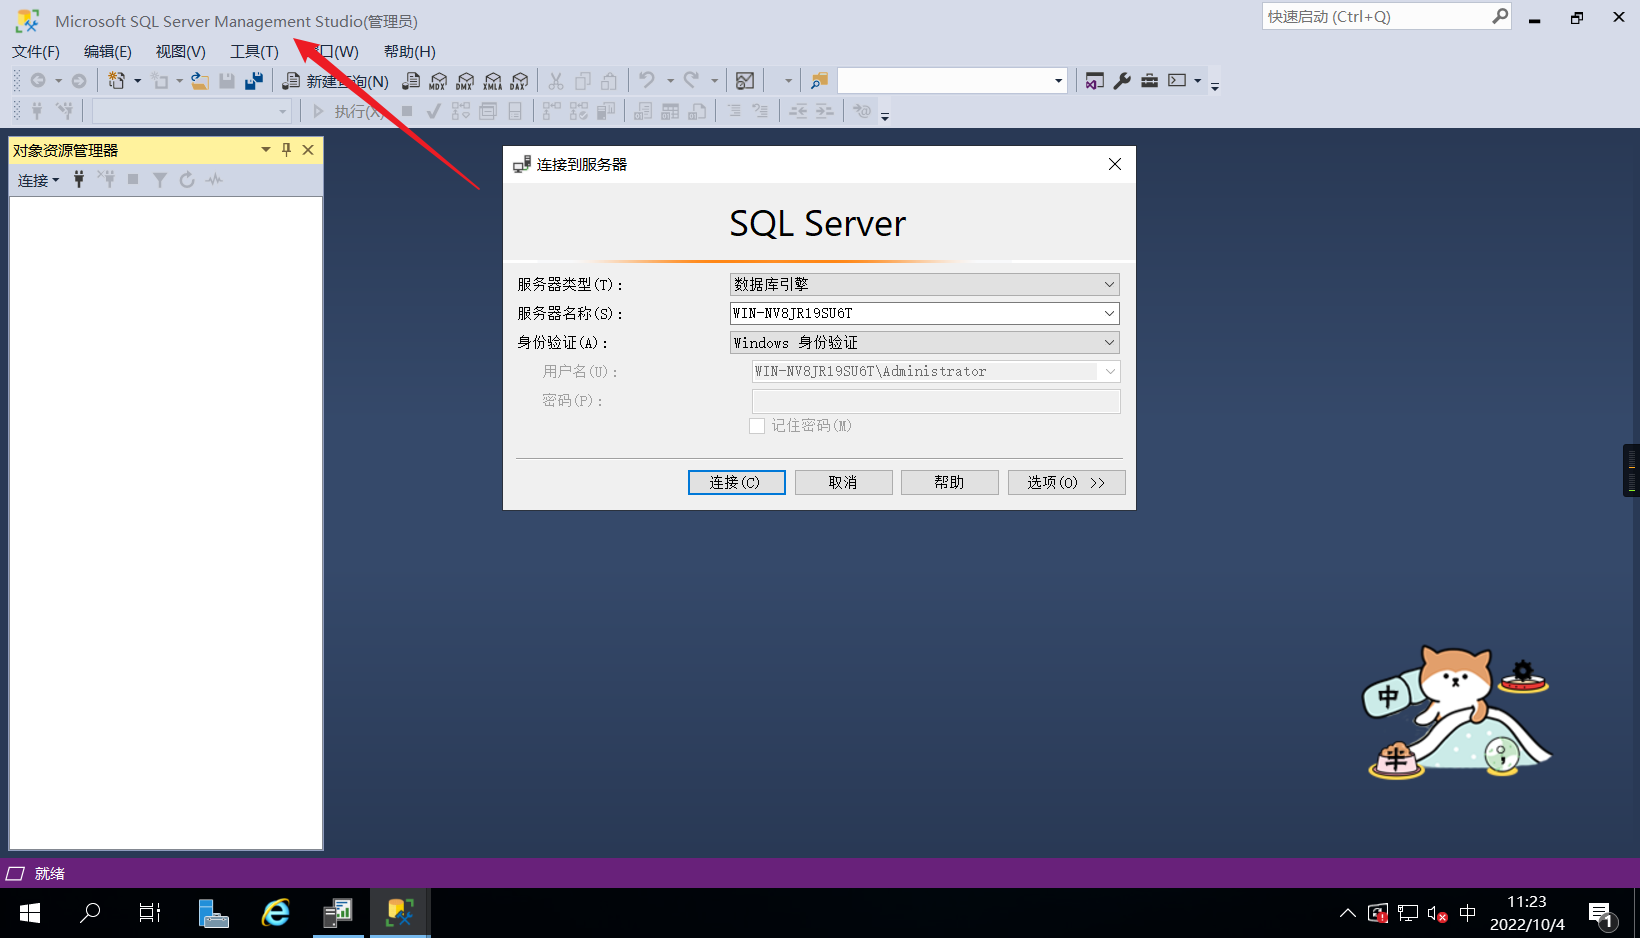 Microsoft SQL Server Management Studio(管理员)
快速启动 (Ctrl+Q)
文件(F) 编辑(E) 视图(V) 工具(T) 口(W) 帮助(H)
新建查询(N) MDX DMX XMLA DAX
执行(X)
对象资源管理器
连接
连接到服务器
SQL Server
服务器类型(T):
数据库引擎
服务器名称(S):
WIN-NV8JR19SU6T
身份验证(A):
Windows 身份验证
用户名(U):
WIN-NV8JR19SU6T\Administrator
密码(P):
记住密码(M)
连接(C) 取消 帮助 选项(O) >>
中
半
就绪
中
11:23
2022/10/4
1